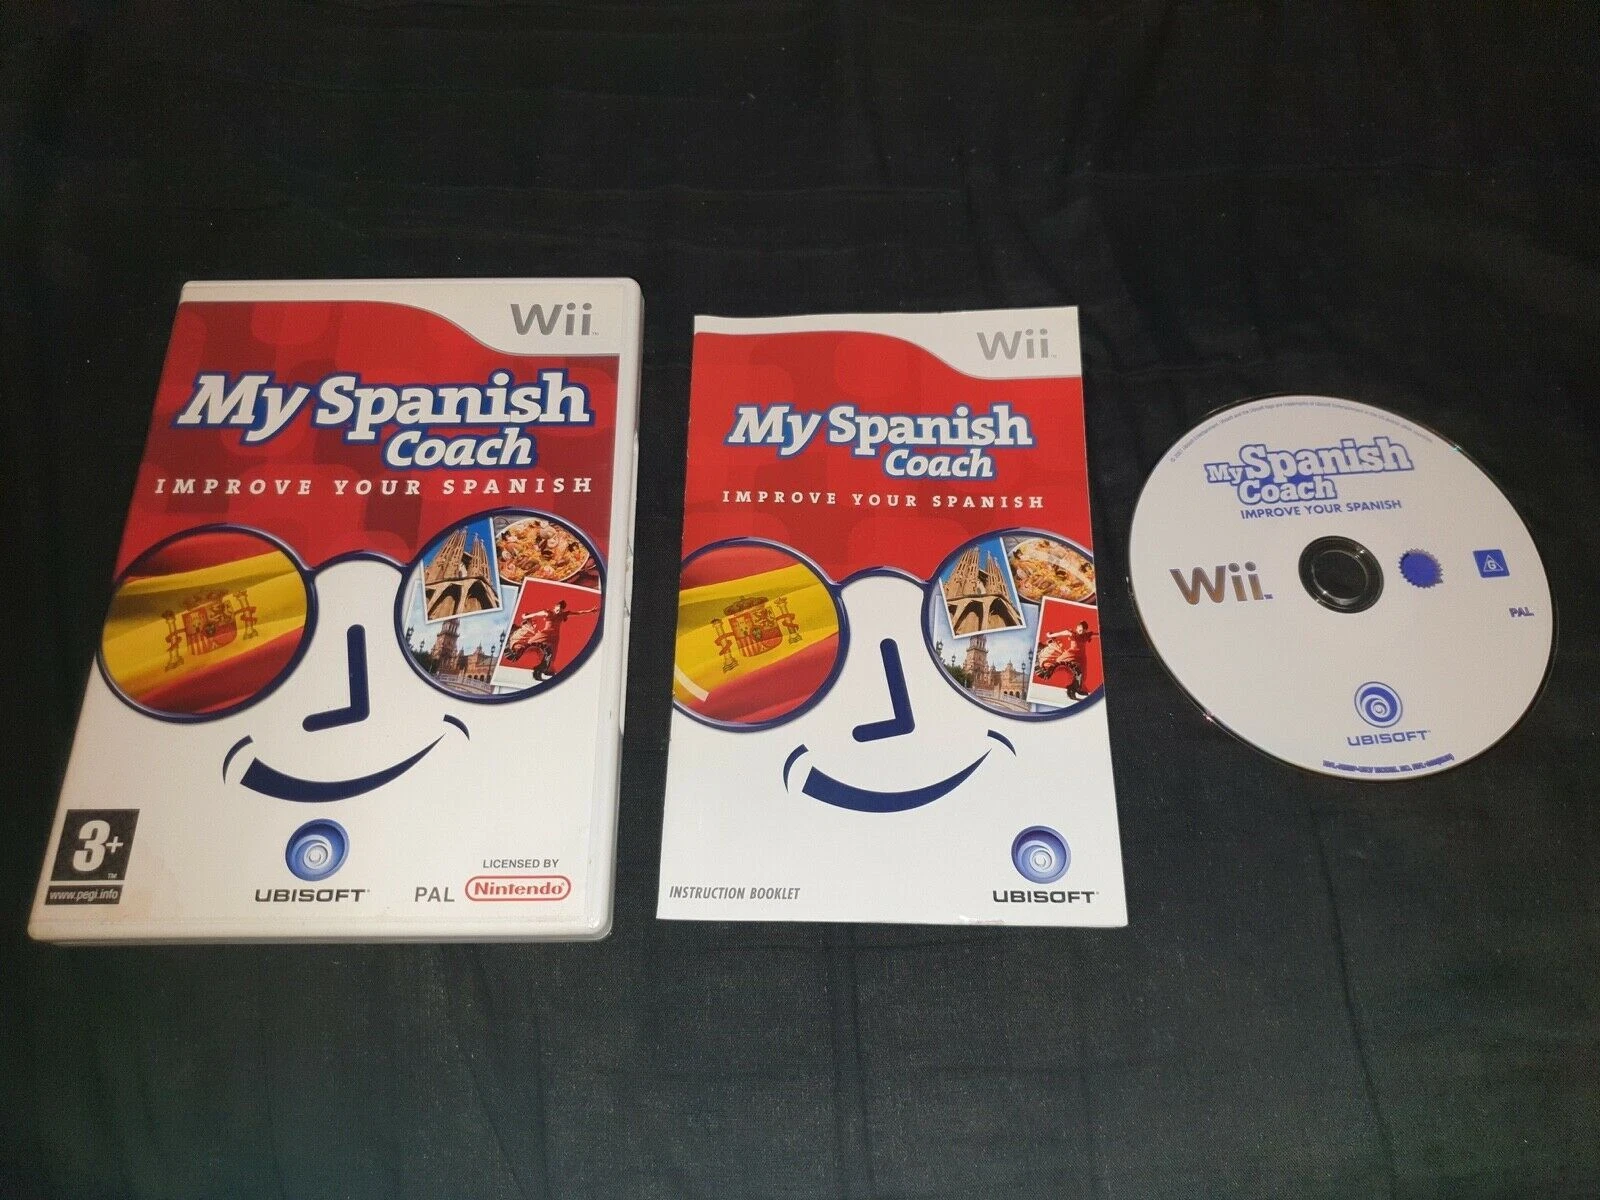 Wii
My Spanish
Coach
IMPROVE YOUR SPANISH
3+
www.pegi.info
UBISOFT
PAL
LICENSED BY
Nintendo
Wii
My Spanish
Coach
IMPROVE YOUR SPANISH
INSTRUCTION BOOKLET
UBISOFT
My Spanish
Coach
IMPROVE YOUR SPANISH
Wii
G
PAL
UBISOFT